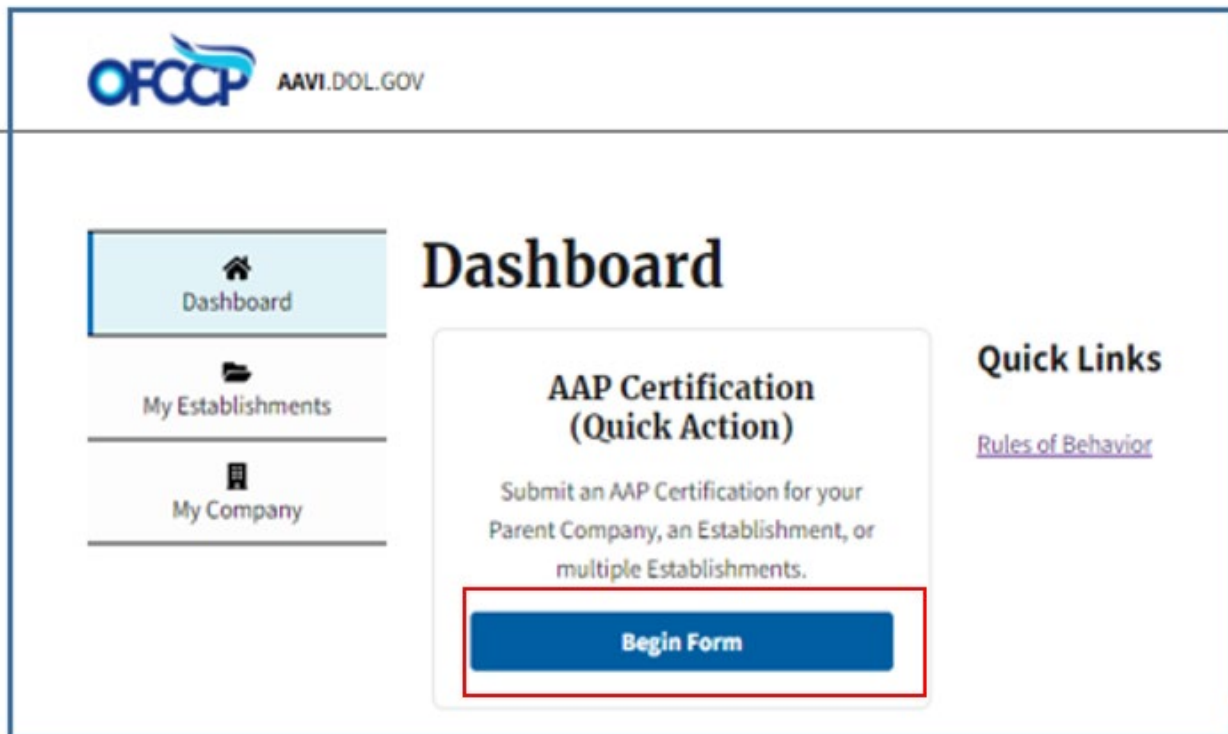 OFCCP AAVI.DOL.GOV
Dashboard
My Establishments
My Company
Dashboard
AAP Certification
(Quick Action)
Submit an AAP Certification for your
Parent Company, an Establishment, or
multiple Establishments.
Begin Form
Quick Links
Rules of Behavior